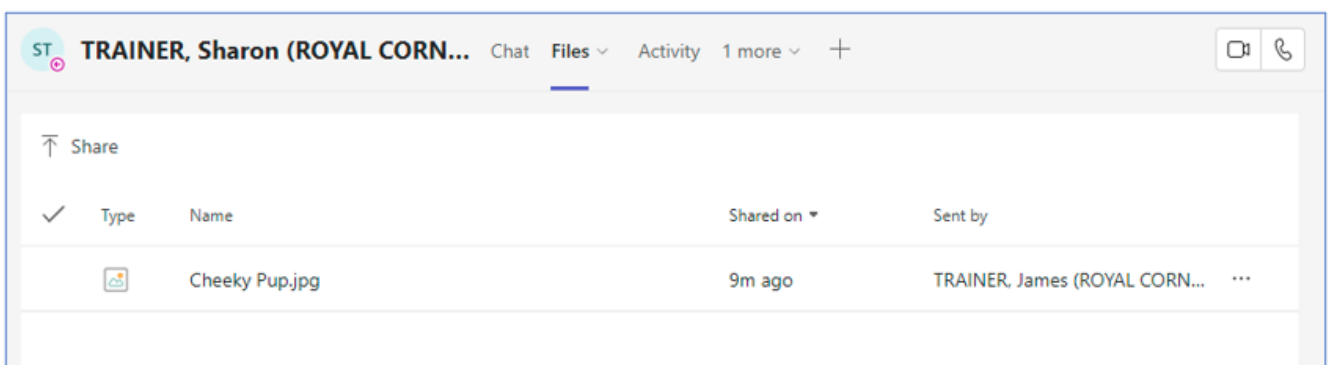 ST TRAINER, Sharon (ROYAL CORN... Chat Files Activity 1 more
Share
Type Name Shared on Sent by
Cheeky Pup.jpg 9m ago TRAINER, James (ROYAL CORN... ...